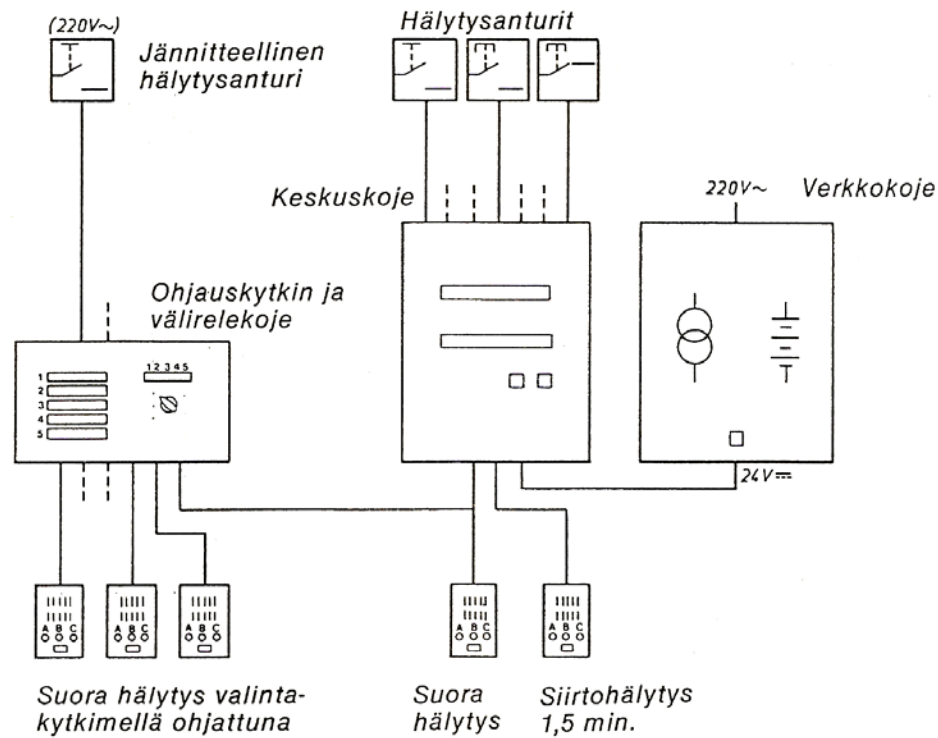 (220V~)
Jännitteellinen
hälytysanturi
Hälytysanturit
Keskuskoje
220V~
Verkkokoje
Ohjauskytkin ja
välirelekoje
1 2 3 4 5
1
2
3
4
5
24V⎓
A B C
A B C
A B C
A B C
A B C
Suora hälytys valinta-
kytkimellä ohjattuna
Suora
hälytys
Siirtohälytys
1,5 min.